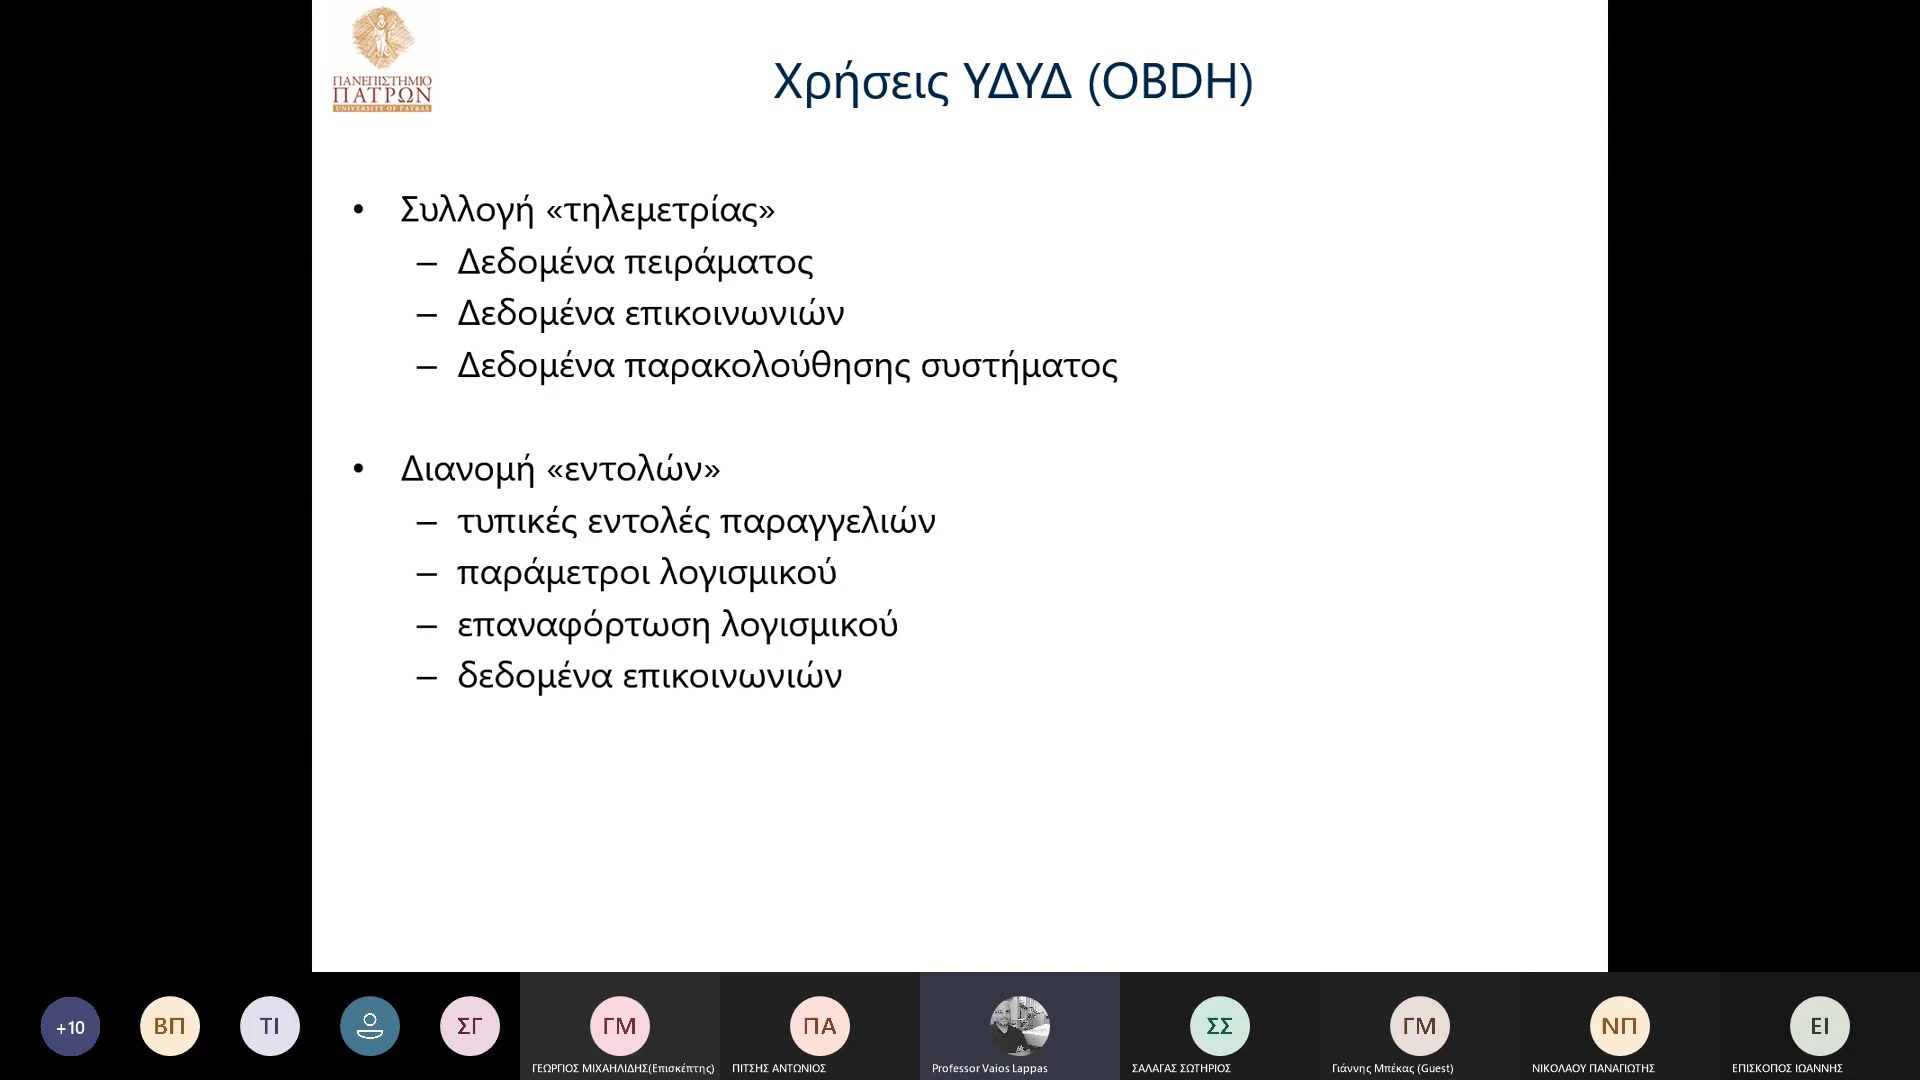 ΠΑΝΕΠΙΣΤΗΜΙΟ
ΠΑΤΡΩΝ
UNIVERSITY OF PATRAS
Χρήσεις ΥΔΥΔ (OBDH)
• Συλλογή «τηλεμετρίας»
– Δεδομένα πειράματος
– Δεδομένα επικοινωνιών
– Δεδομένα παρακολούθησης συστήματος
• Διανομή «εντολών»
– τυπικές εντολές παραγγελιών
– παράμετροι λογισμικού
– επαναφόρτωση λογισμικού
– δεδομένα επικοινωνιών
+10 ΒΠ ΤΙ ΣΓ ΓΜ ΠΑ ΣΣ ΓΜ ΝΠ ΕΙ
ΓΕΩΡΓΙΟΣ ΜΙΧΑΗΛΙΔΗΣ(Επισκέπτης) ΠΙΤΣΗΣ ΑΝΤΩΝΙΟΣ Professor Vaios Lappas ΣΑΛΑΓΑΣ ΣΩΤΗΡΙΟΣ Γιάννης Μπέκας (Guest) ΝΙΚΟΛΑΟΥ ΠΑΝΑΓΙΩΤΗΣ ΕΠΙΣΚΟΠΟΣ ΙΩΑΝΝΗΣ